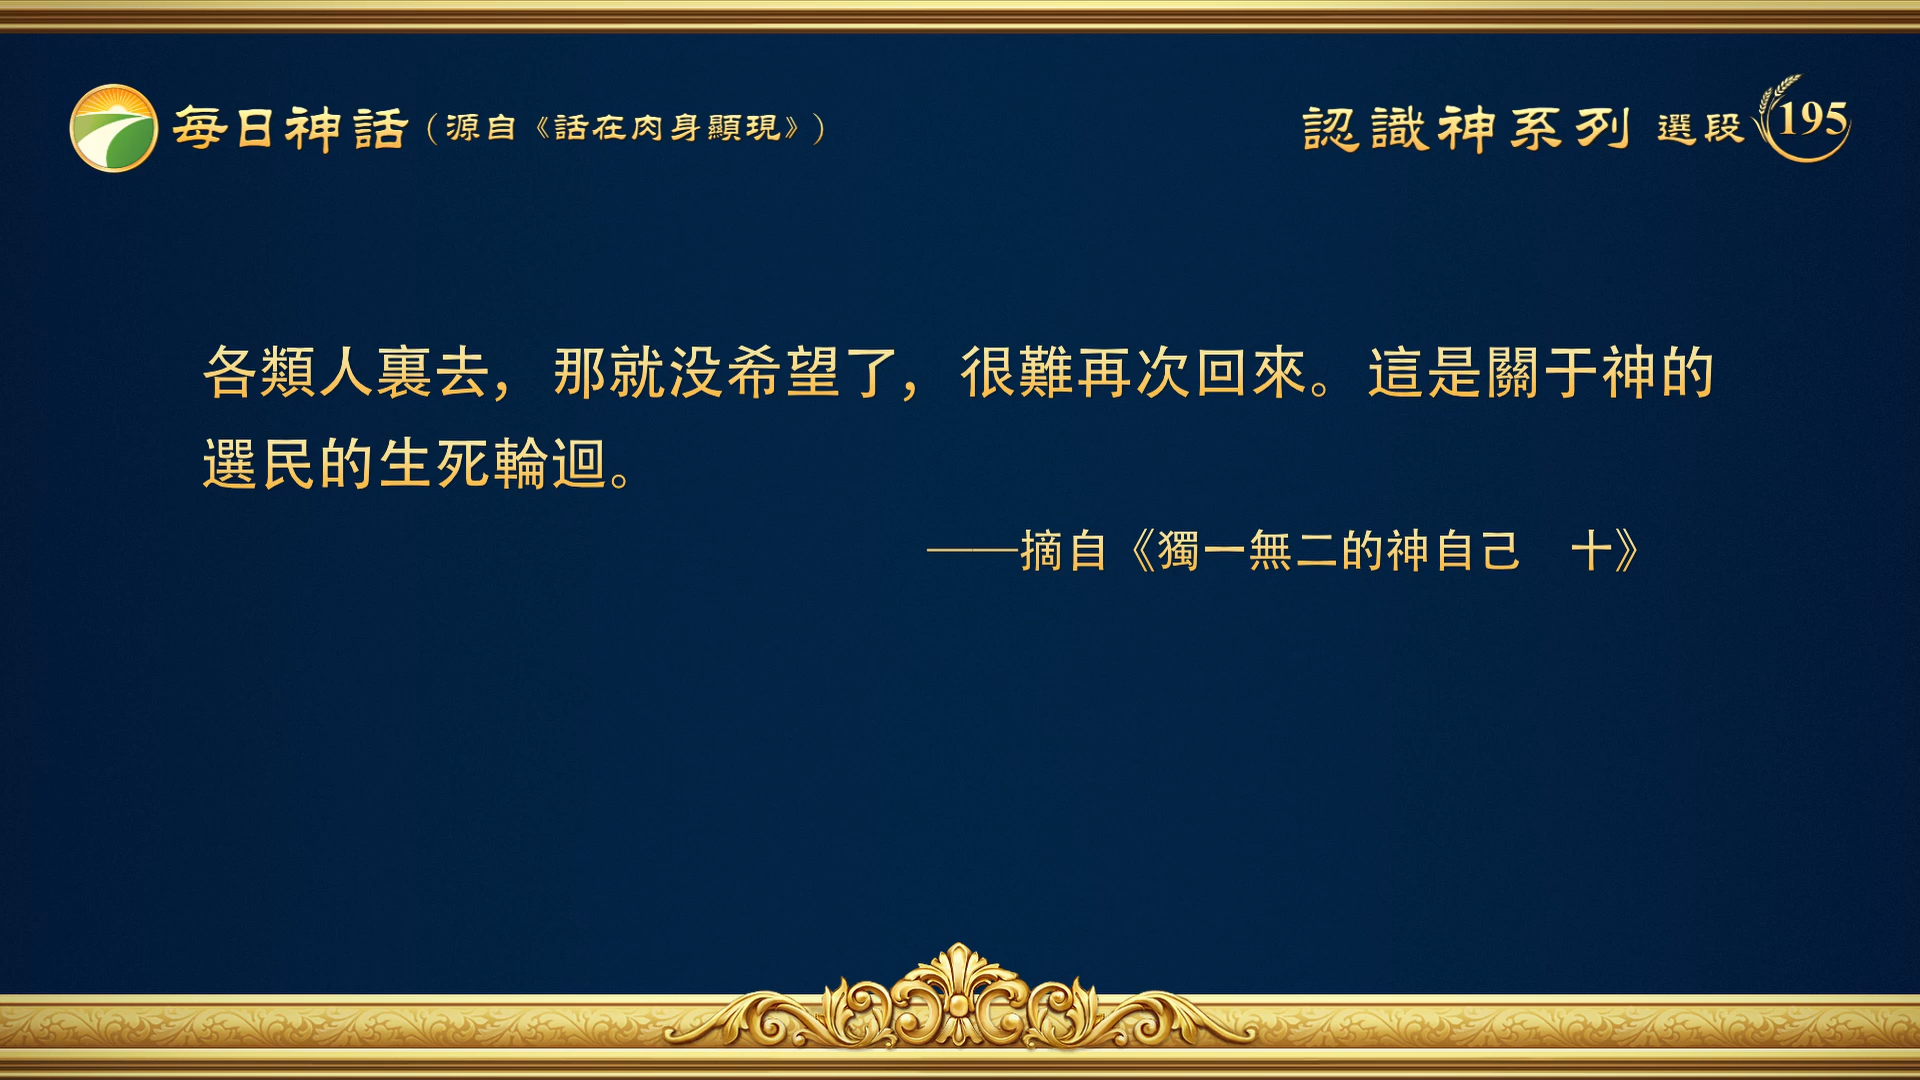 每日神話（源自《話在肉身顯現》）
認識神系列 選段 195
各類人裏去，那就没希望了，很難再次回來。這是關于神的
選民的生死輪迴。
——摘自《獨一無二的神自己　十》